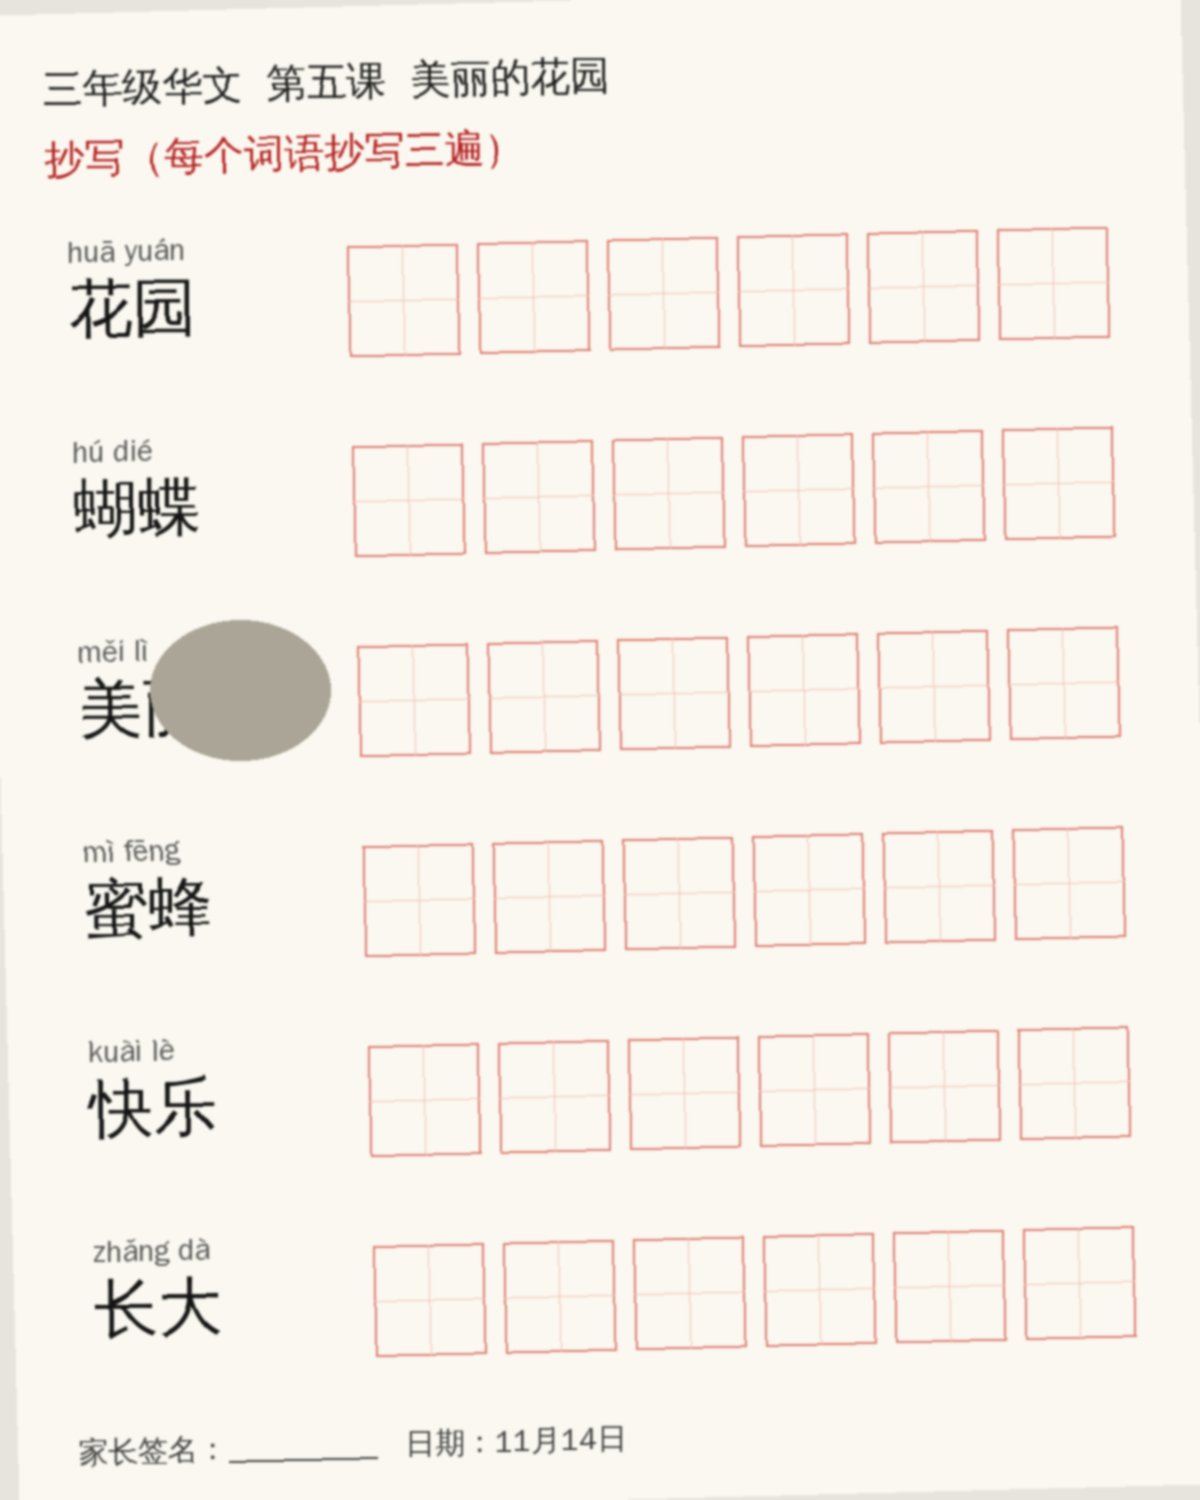 三年级华文 第五课 美丽的花园
抄写（每个词语抄写三遍）
huā yuán
花园
hú dié
蝴蝶
měi lì
美
mì fēng
蜜蜂
kuài lè
快乐
zhǎng dà
长大
家长签名：__________ 日期：11月14日